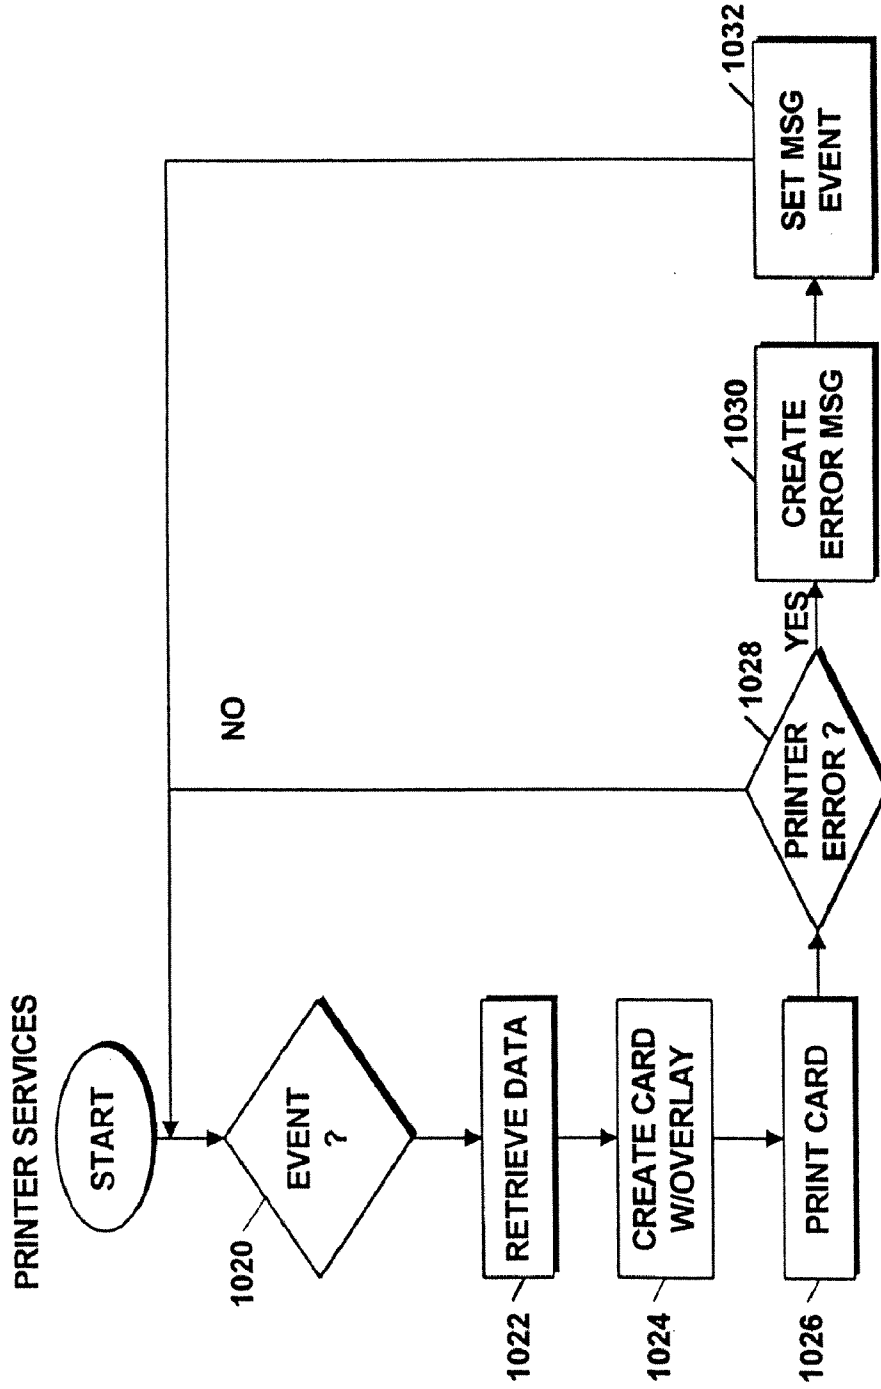 PRINTER SERVICES
START
1020
EVENT
?
1022
RETRIEVE DATA
1024
CREATE CARD
W/OVERLAY
1026
PRINT CARD
NO
1028
PRINTER
ERROR ?
YES
1030
CREATE
ERROR MSG
1032
SET MSG
EVENT